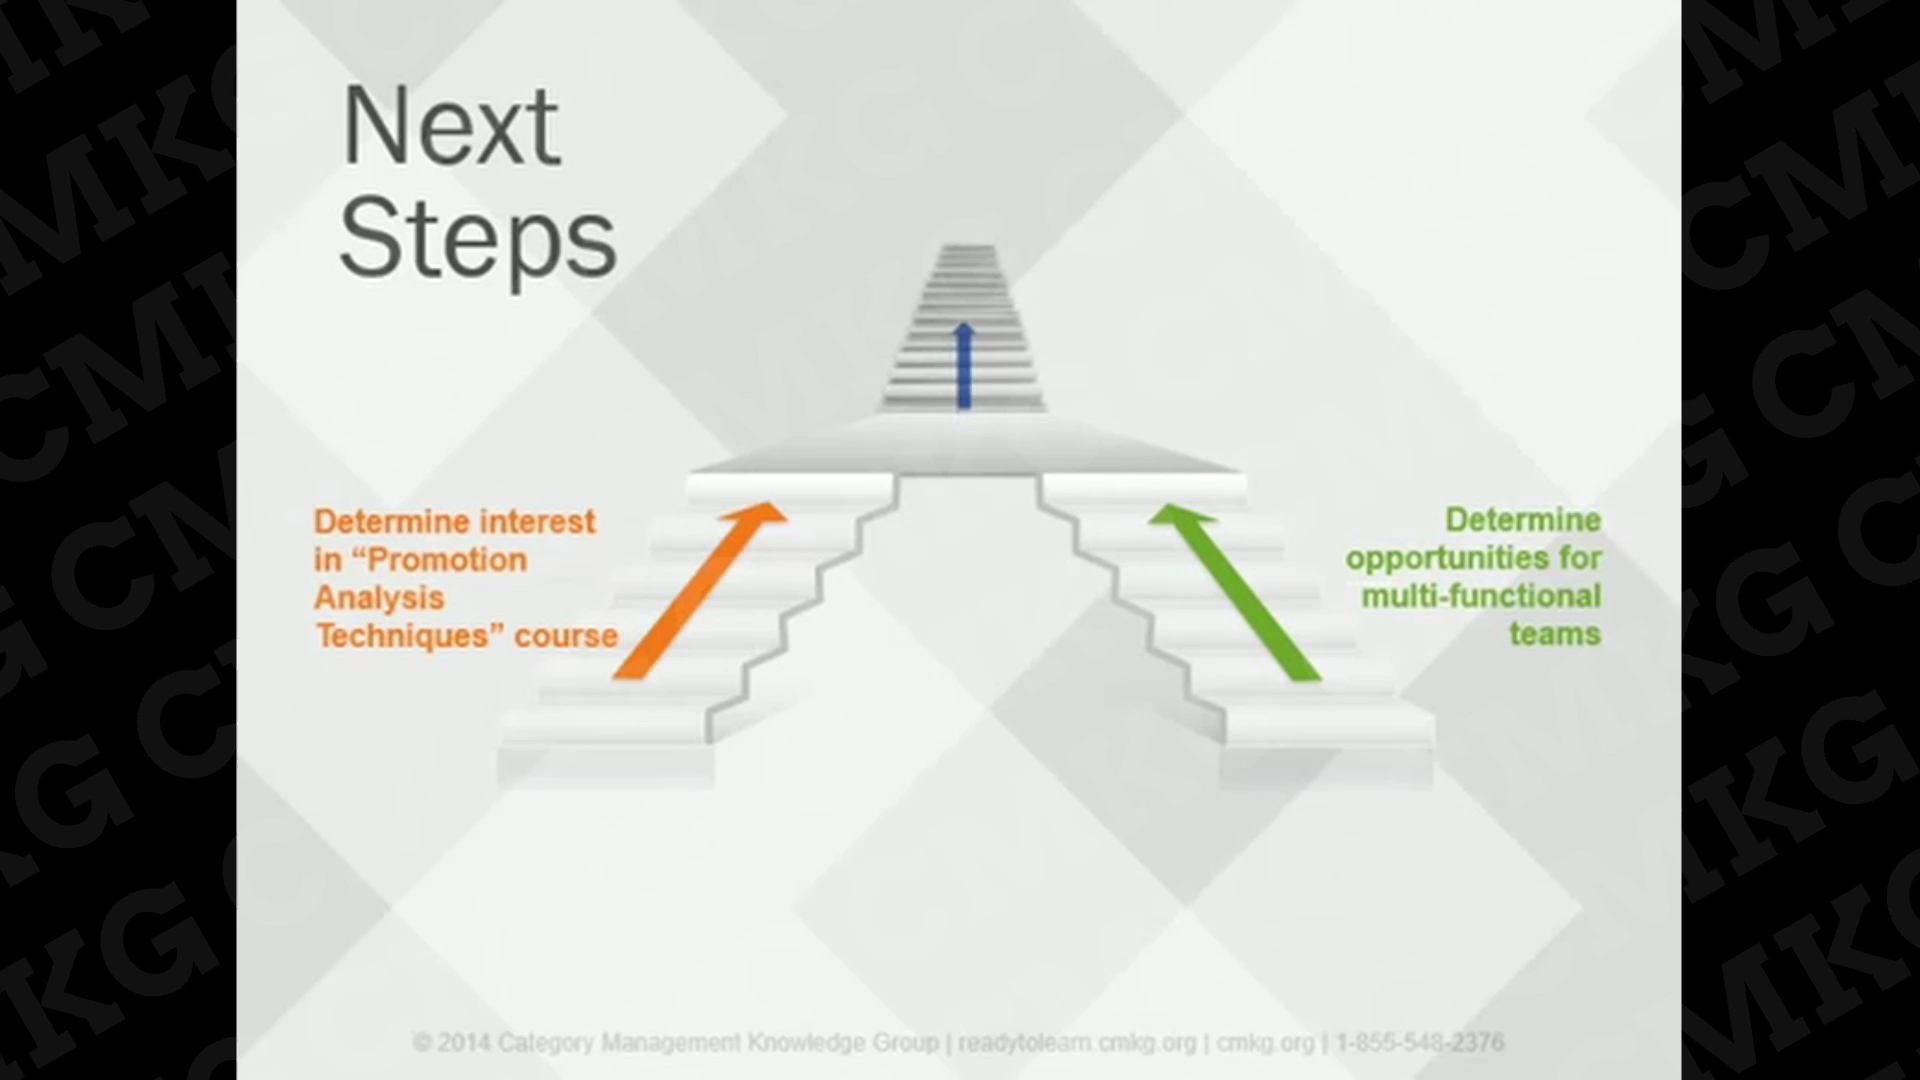 Next
Steps
Determine interest
in “Promotion
Analysis
Techniques” course
Determine
opportunities for
multi-functional
teams
© 2014 Category Management Knowledge Group | readytolearn.cmkg.org | cmkg.org | 1-855-548-2376